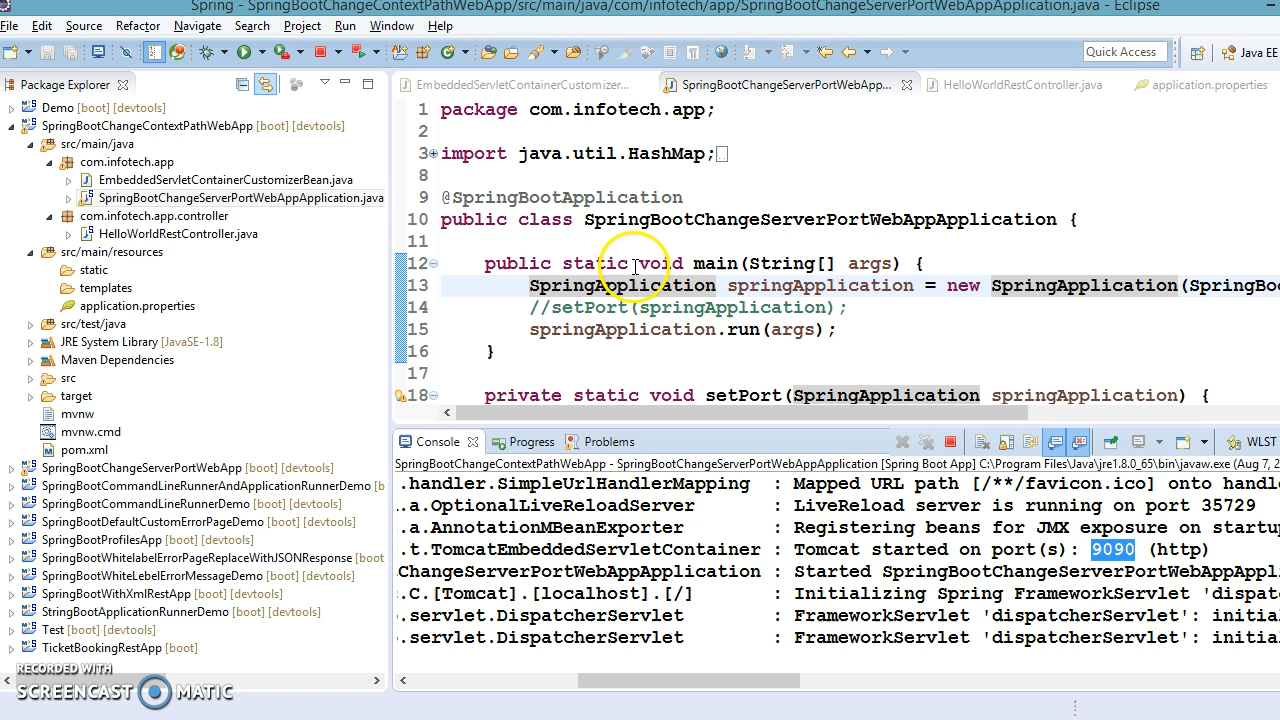 Spring - SpringBootChangeContextPathWebApp/src/main/java/com/infotech/app/SpringBootChangeServerPortWebAppApplication.java - Eclipse
File Edit Source Refactor Navigate Search Project Run Window Help
Quick Access
Java EE
Package Explorer
Demo [boot] [devtools]
SpringBootChangeContextPathWebApp [boot] [devtools]
src/main/java
com.infotech.app
EmbeddedServletContainerCustomizerBean.java
SpringBootChangeServerPortWebAppApplication.java
com.infotech.app.controller
HelloWorldRestController.java
src/main/resources
static
templates
application.properties
src/test/java
JRE System Library [JavaSE-1.8]
Maven Dependencies
src
target
mvnw
mvnw.cmd
pom.xml
SpringBootChangeServerPortWebApp [boot] [devtools]
SpringBootCommandLineRunnerAndApplicationRunnerDemo [b
SpringBootCommandLineRunnerDemo [boot] [devtools]
SpringBootDefaultCustomErrorPageDemo [boot] [devtools]
SpringBootProfilesApp [boot] [devtools]
SpringBootWhitelabelErrorPageReplaceWithJSONResponse [boot
SpringBootWhiteLebelErrorMessageDemo [boot] [devtools]
SpringBootWithXmlRestApp [boot] [devtools]
StringBootApplicationRunnerDemo [boot] [devtools]
Test [boot] [devtools]
TicketBookingRestApp [boot]
RECORDED WITH
SCREENCAST MATIC
EmbeddedServletContainerCustomizer... SpringBootChangeServerPortWebApp... HelloWorldRestController.java application.properties
1 package com.infotech.app;
2
3 import java.util.HashMap;
8
9 @SpringBootApplication
10 public class SpringBootChangeServerPortWebAppApplication {
11
12 public static void main(String[] args) {
13 SpringApplication springApplication = new SpringApplication(SpringBo
14 //setPort(springApplication);
15 springApplication.run(args);
16 }
17
18 private static void setPort(SpringApplication springApplication) {
Console Progress Problems
WLST
SpringBootChangeContextPathWebApp - SpringBootChangeServerPortWebAppApplication [Spring Boot App] C:\Program Files\Java\jre1.8.0_65\bin\javaw.exe (Aug 7, 2
.handler.SimpleUrlHandlerMapping : Mapped URL path [/**/favicon.ico] onto handle
.a.OptionalLiveReloadServer : LiveReload server is running on port 35729
.a.AnnotationMBeanExporter : Registering beans for JMX exposure on startup
.t.TomcatEmbeddedServletContainer : Tomcat started on port(s): 9090 (http)
ChangeServerPortWebAppApplication : Started SpringBootChangeServerPortWebAppAppli
.C.[Tomcat].[localhost].[/] : Initializing Spring FrameworkServlet 'dispat
.servlet.DispatcherServlet : FrameworkServlet 'dispatcherServlet': initia
.servlet.DispatcherServlet : FrameworkServlet 'dispatcherServlet': initia